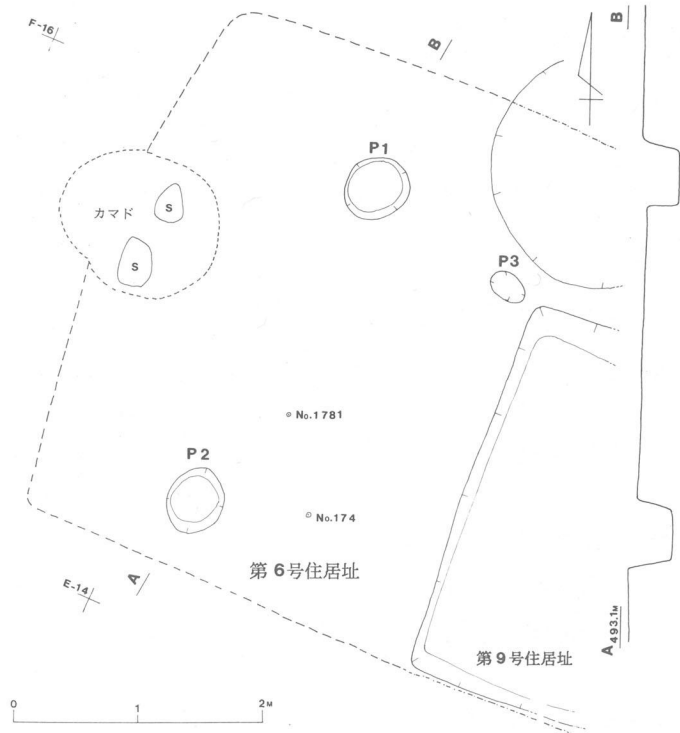 F-16
B
B
P1
カマド
S
S
P3
No.1781
P2
No.174
第6号住居址
E-14
A
A 493.1M
第9号住居址
0 1 2M